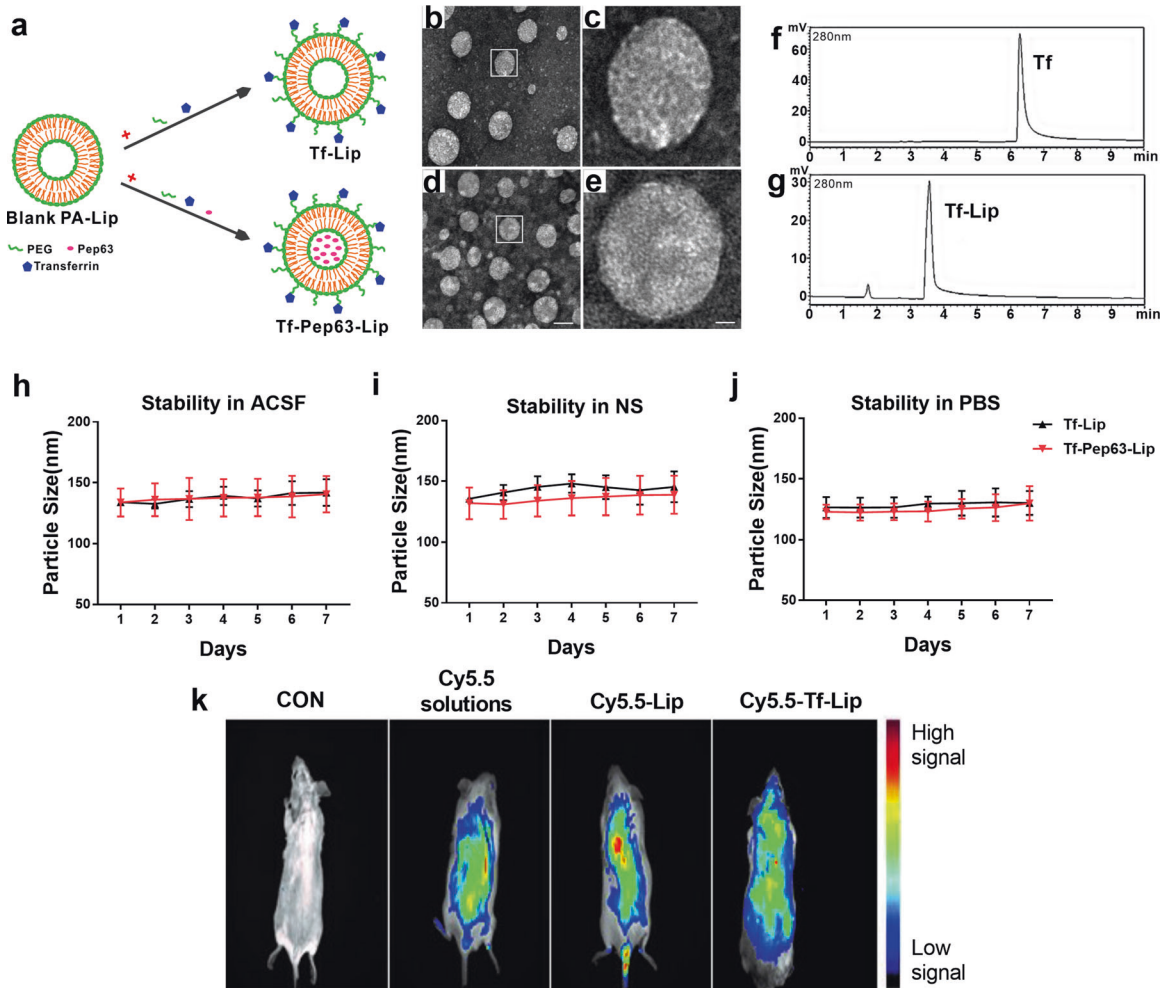 a
Tf-Lip
Blank PA-Lip
PEG
Pep63
Transferrin
Tf-Pep63-Lip
b
c
d
e
f
mV
280nm
Tf
60
40
20
0
0 1 2 3 4 5 6 7 8 9 min
g
mV
280nm
Tf-Lip
30
20
10
0
0 1 2 3 4 5 6 7 8 9 min
h
Stability in ACSF
Particle Size(nm)
200
150
100
50
1 2 3 4 5 6 7
Days
i
Stability in NS
Particle Size(nm)
200
150
100
50
1 2 3 4 5 6 7
Days
j
Stability in PBS
Particle Size(nm)
200
150
100
50
1 2 3 4 5 6 7
Days
Tf-Lip
Tf-Pep63-Lip
k
CON
Cy5.5
solutions
Cy5.5-Lip
Cy5.5-Tf-Lip
High
signal
Low
signal